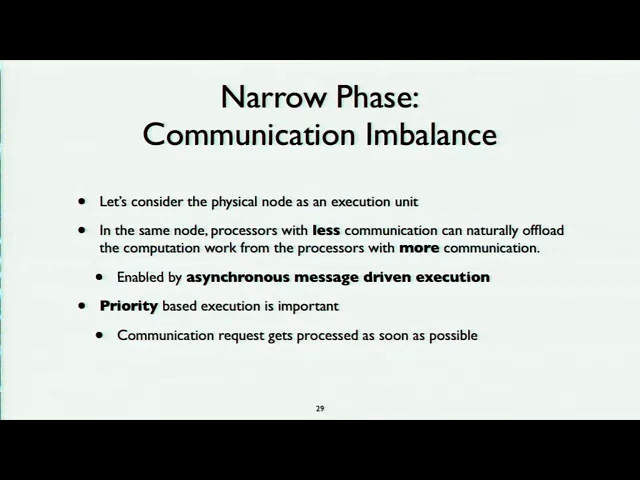 Narrow Phase:
Communication Imbalance
• Let's consider the physical node as an execution unit
• In the same node, processors with less communication can naturally offload
the computation work from the processors with more communication.
• Enabled by asynchronous message driven execution
• Priority based execution is important
• Communication request gets processed as soon as possible
29